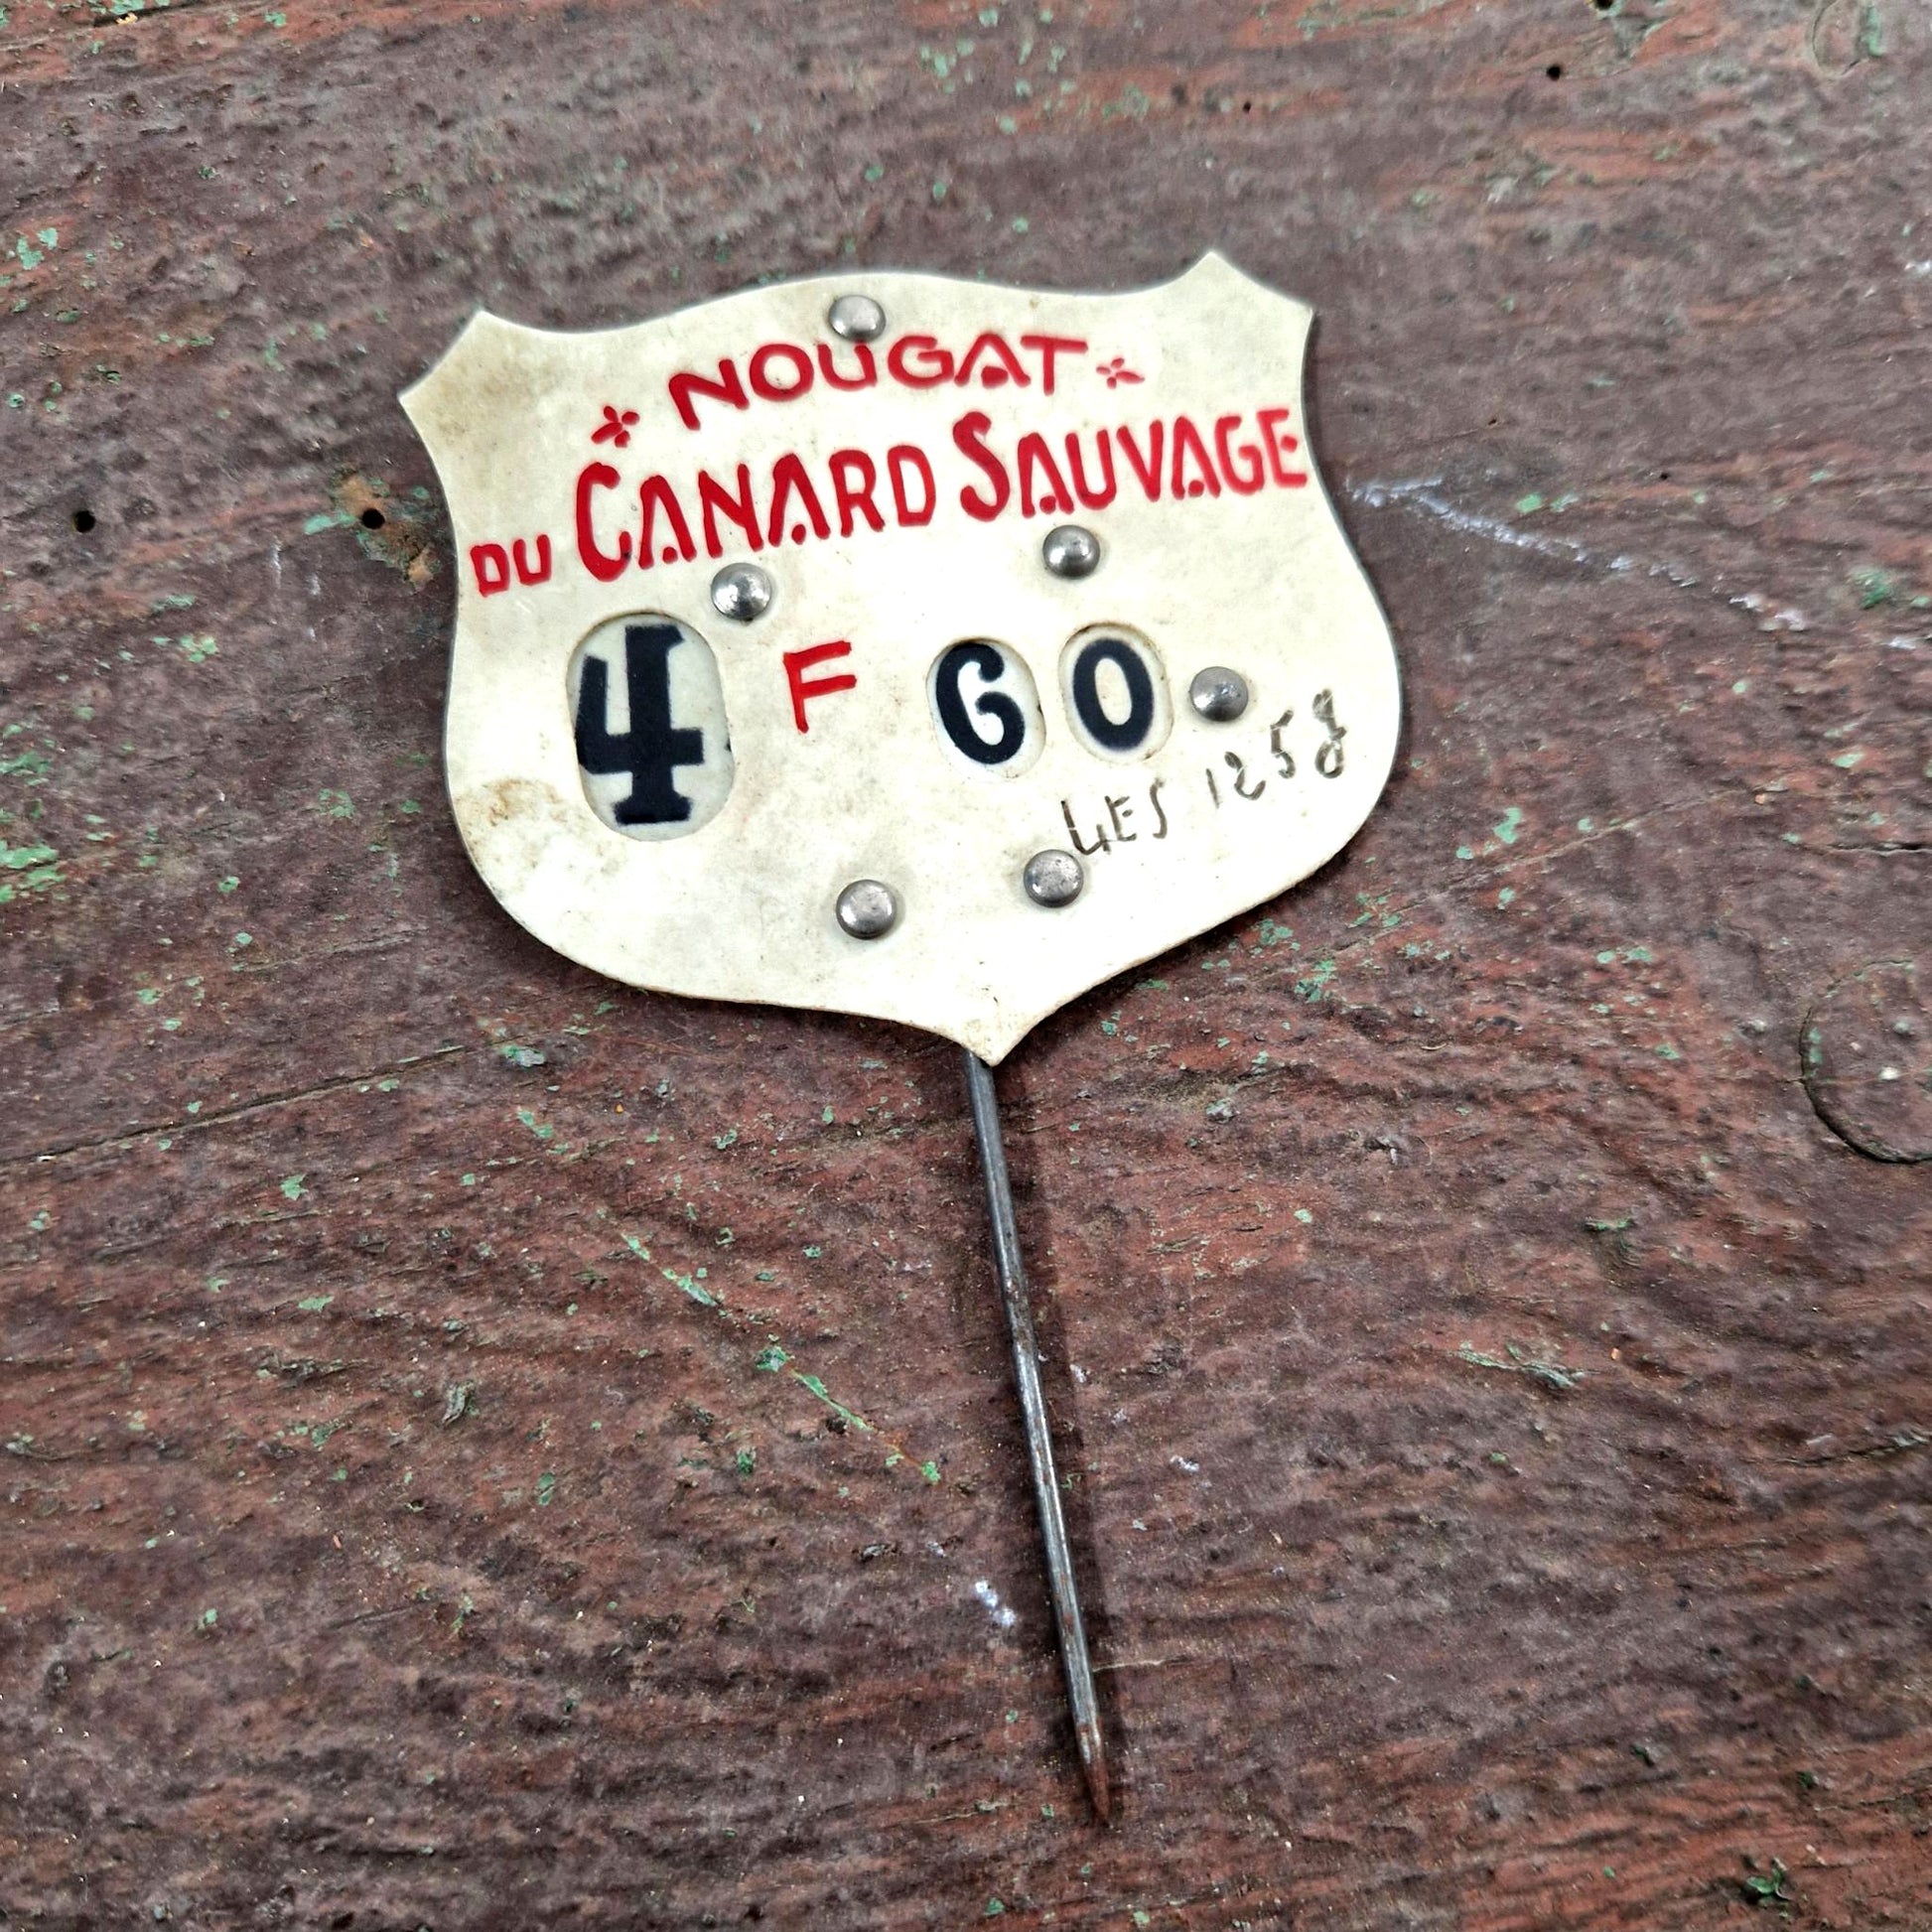 NOUGAT
DU CANARD SAUVAGE
4 F 60
LES 125g